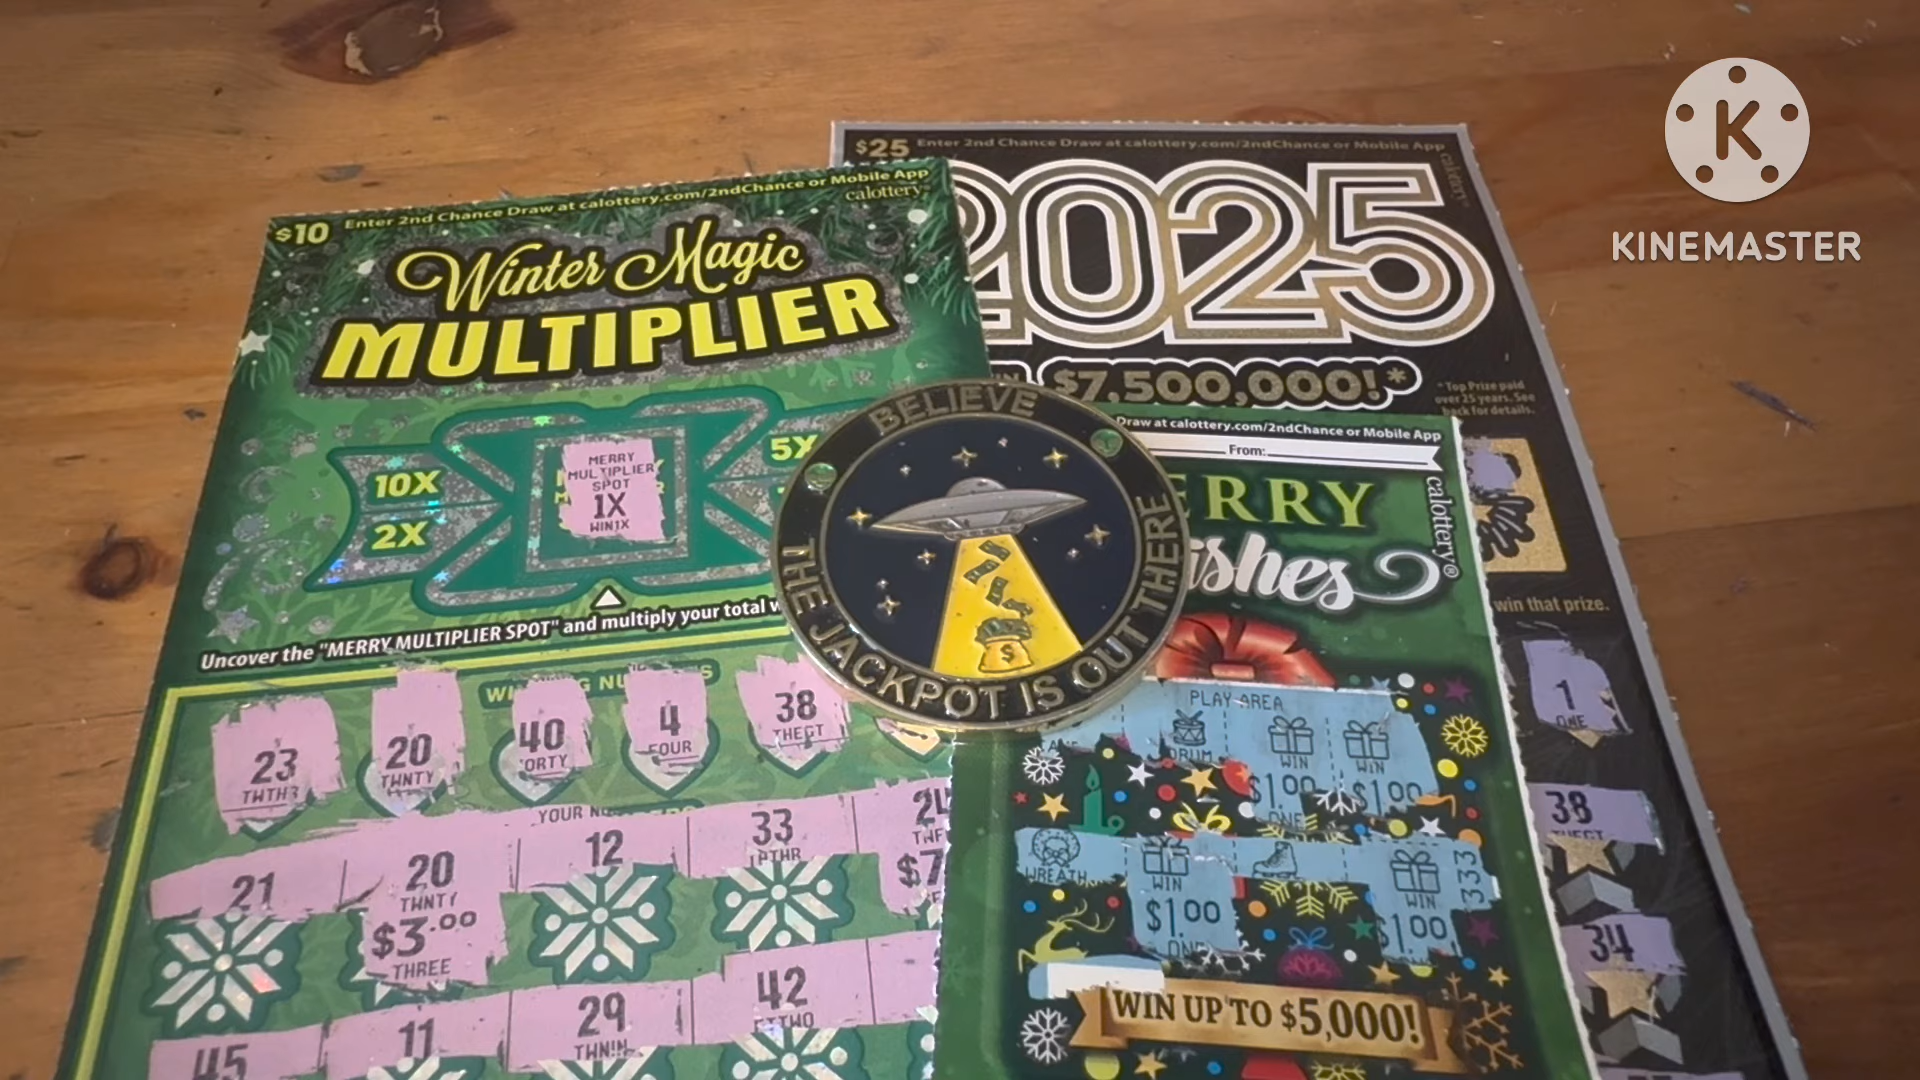 KINEMASTER
$10 Enter 2nd Chance Draw at calottery.com/2ndChance or Mobile App
calottery
Winter Magic
MULTIPLIER
10X
2X
5X
MERRY
MULTIPLIER
SPOT
1X
WIN1X
Uncover the "MERRY MULTIPLIER SPOT" and multiply your total
23 20 40 4 38
TWTHR TWNTY FOUR THEGT
YOUR
21 20 12 33
TWNTY
$3.00
THREE
45 11 29 42
TWNIN
$25 Enter 2nd Chance Draw at calottery.com/2ndChance or Mobile App
2025
$7,500,000!*
*Top Prize paid
over 25 years. See
back for details.
win that prize.
1
ONE
38
THEGT
34
BELIEVE
THE JACKPOT IS OUT THERE
$
Draw at calottery.com/2ndChance or Mobile App
From:
calottery®
ERRY
ishes
PLAY AREA
DRUM WIN WIN
$1.00 $1.00
ONE
WREATH WIN WIN
333
$1.00 $1.00
ONE
WIN UP TO $5,000!